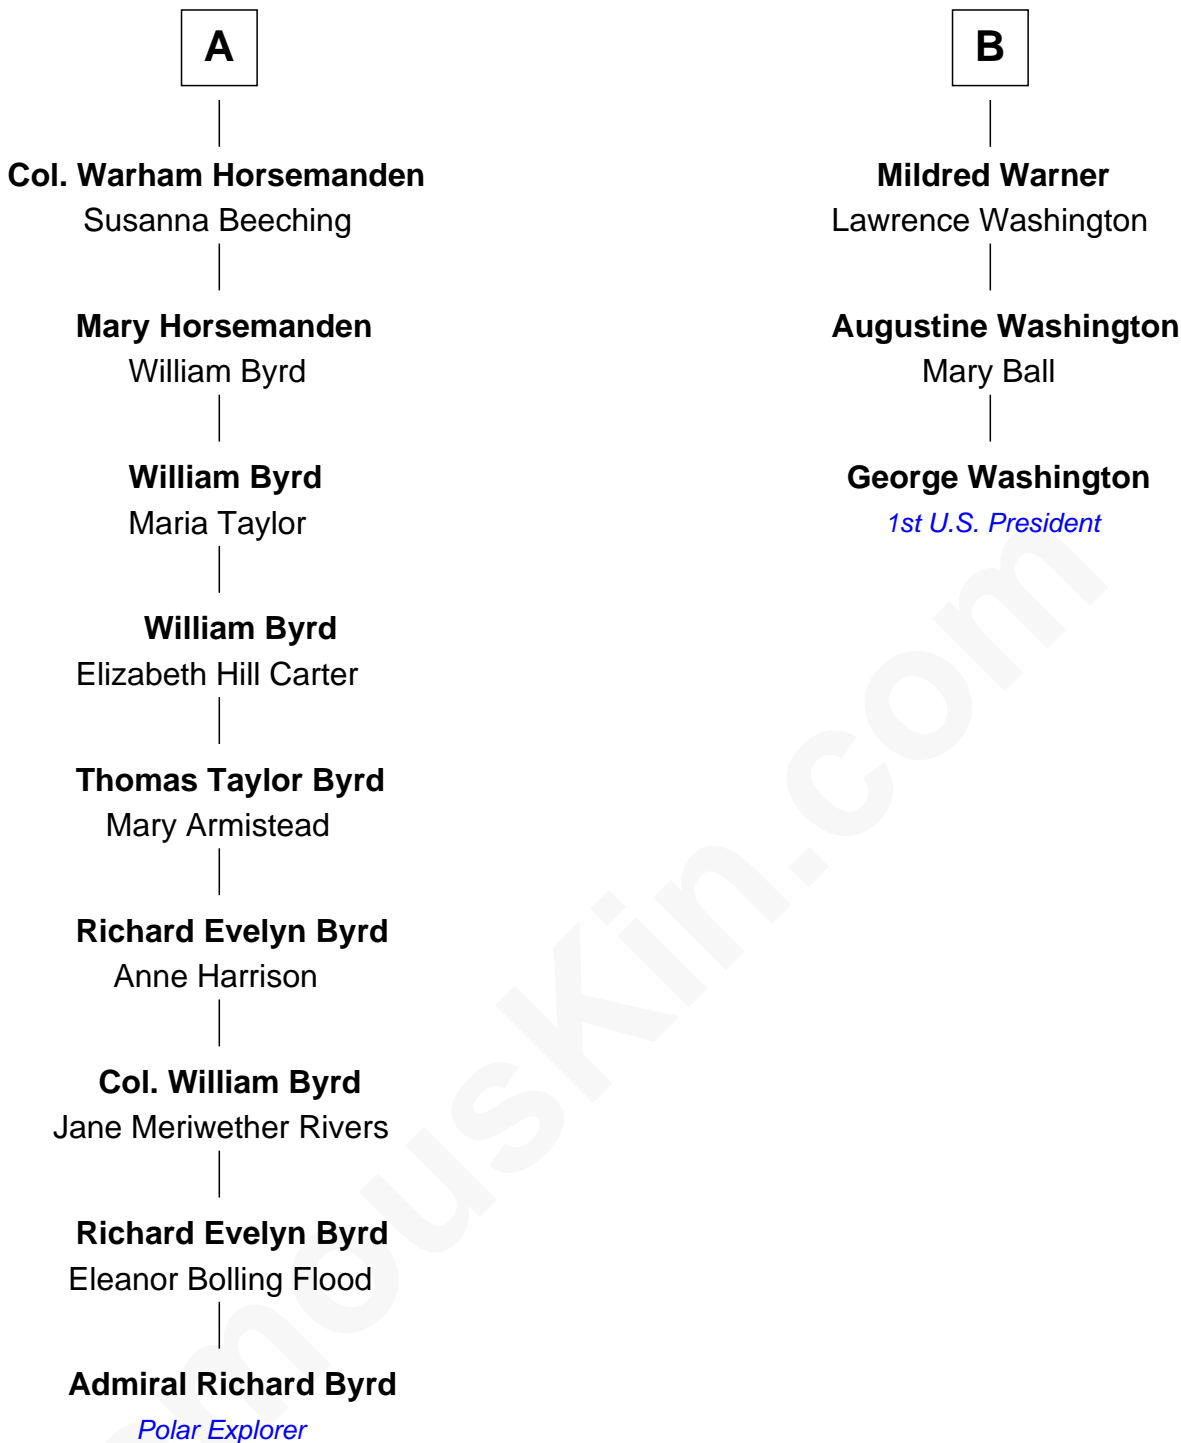 A
Col. Warham Horsemanden
Susanna Beeching
Mary Horsemanden
William Byrd
William Byrd
Maria Taylor
William Byrd
Elizabeth Hill Carter
Thomas Taylor Byrd
Mary Armistead
Richard Evelyn Byrd
Anne Harrison
Col. William Byrd
Jane Meriwether Rivers
Richard Evelyn Byrd
Eleanor Bolling Flood
Admiral Richard Byrd
Polar Explorer
B
Mildred Warner
Lawrence Washington
Augustine Washington
Mary Ball
George Washington
1st U.S. President
mousKin.com